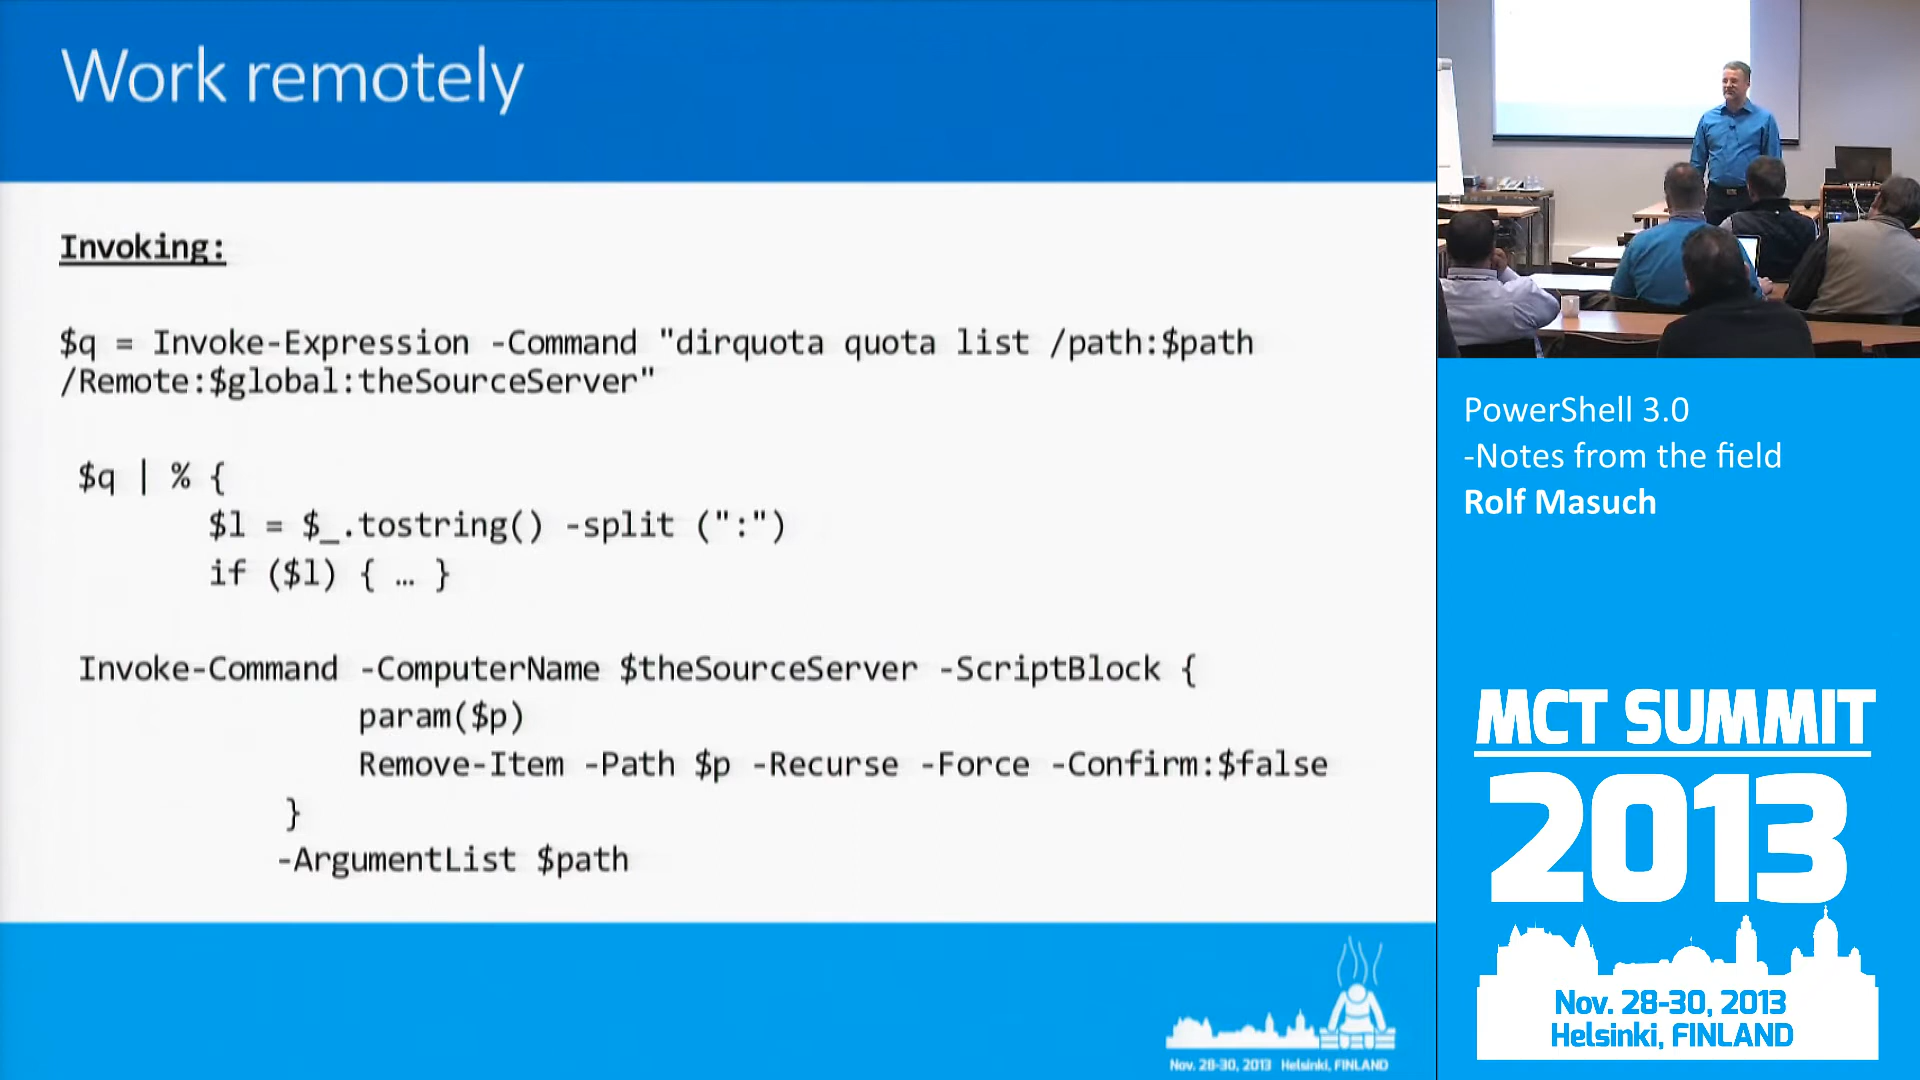 Work remotely
Invoking:
$q = Invoke-Expression -Command "dirquota quota list /path:$path
/Remote:$global:theSourceServer"
$q | % {
$l = $_.tostring() -split (":")
if ($l) { … }
Invoke-Command -ComputerName $theSourceServer -ScriptBlock {
param($p)
Remove-Item -Path $p -Recurse -Force -Confirm:$false
}
-ArgumentList $path
Nov. 28-30, 2013 Helsinki, FINLAND
PowerShell 3.0
-Notes from the field
Rolf Masuch
MCT SUMMIT
2013
Nov. 28-30, 2013
Helsinki, FINLAND